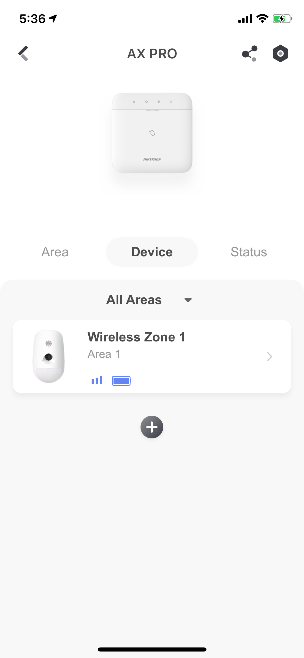 5:36
AX PRO
Area
Device
Status
All Areas
Wireless Zone 1
Area 1